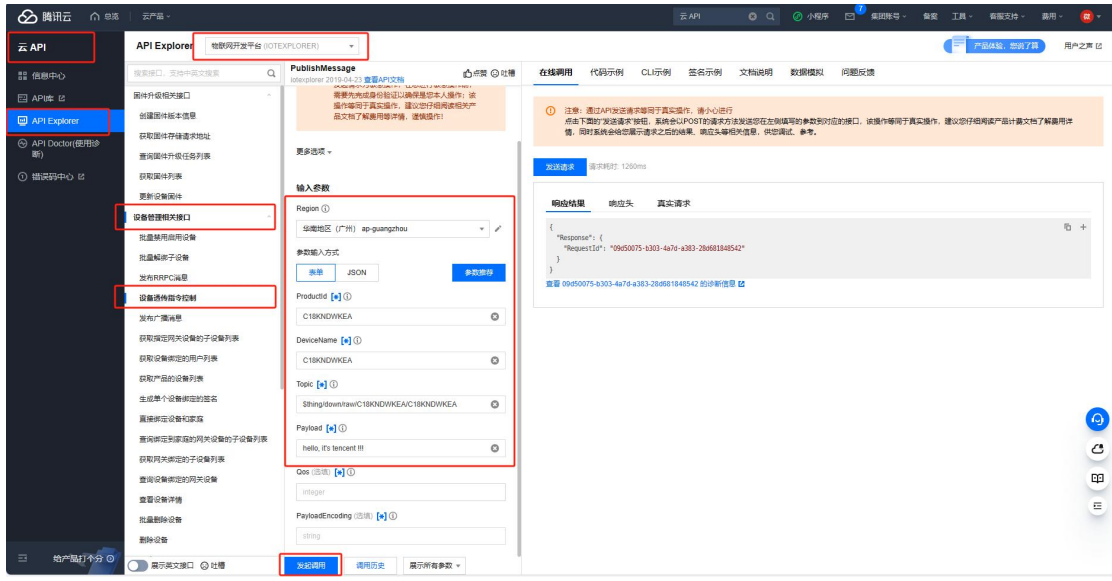 腾讯云 总览 云产品
云 API
7
小程序 集团账号 备案 工具 客服支持 费用
云 API
API Explorer 物联网开发平台 (IOTEXPLORER)
产品体验，您说了算 用户之声
信息中心
API库
API Explorer
API Doctor(使用诊
断)
错误码中心
给产品打个分
搜索接口，支持中英文搜索
固件升级相关接口
创建固件版本信息
获取固件存储请求地址
查询固件升级任务列表
获取固件列表
更新设备固件
设备管理相关接口
批量禁用启用设备
批量解绑子设备
发布RRPC消息
设备透传指令控制
发布广播消息
获取指定网关设备的子设备列表
获取设备绑定的用户列表
获取产品的设备列表
生成单个设备绑定的签名
直接绑定设备和家庭
查询绑定到家庭的网关设备的子设备列表
获取网关绑定的子设备列表
查询设备绑定的网关设备
查看设备详情
批量删除设备
删除设备
展示英文接口 吐槽
PublishMessage
iotexplorer 2019-04-23 查看API文档
点赞 吐槽
需要先完成身份验证以确保是您本人操作；该
操作等同于真实操作，建议您仔细阅读相关产
品文档了解费用等详情，谨慎操作!
更多选项
输入参数
Region
华南地区（广州） ap-guangzhou
参数输入方式
表单 JSON 参数推荐
ProductId [*]
C18KNDWKEA
DeviceName [*]
C18KNDWKEA
Topic [*]
$thing/down/raw/C18KNDWKEA/C18KNDWKEA
Payload [*]
hello, it's tencent !!!
Qos (选填) [*]
integer
PayloadEncoding (选填) [*]
string
发起调用 调用历史 展示所有参数
在线调用 代码示例 CLI示例 签名示例 文档说明 数据模拟 问题反馈
注意：通过API发送请求等同于真实操作，请小心进行
点击下面的“发送请求”按钮，系统会以POST的请求方法发送您在左侧填写的参数到对应的接口，该操作等同于真实操作，建议您仔细阅读产品计费文档了解费用详
情，同时系统会给您展示请求之后的结果、响应头等相关信息，供您调试、参考。
发送请求 请求耗时: 1260ms
响应结果 响应头 真实请求
{
"Response": {
"RequestId": "09d50075-b303-4a7d-a383-28d681848542"
}
}
查看 09d50075-b303-4a7d-a383-28d681848542 的诊断信息